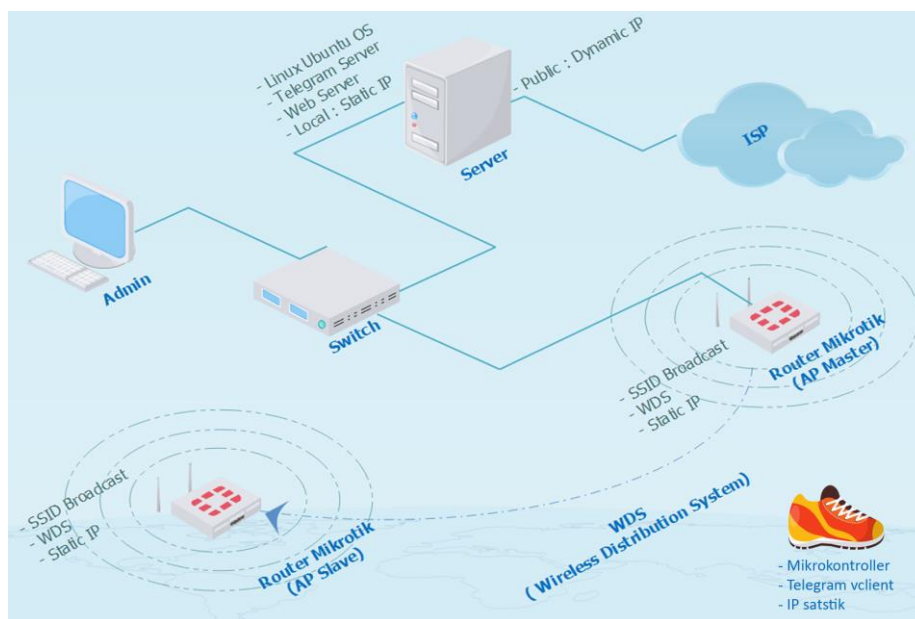 - Linux Ubuntu OS
- Telegram Server
- Web Server
- Local : Static IP
- Public : Dynamic IP
Server
ISP
Admin
Switch
Router Mikrotik
(AP Master)
- SSID Broadcast
- WDS
- Static IP
- SSID Broadcast
- WDS
- Static IP
Router Mikrotik
(AP Slave)
WDS
( Wireless Distribution System)
- Mikrokontroller
- Telegram vclient
- IP satstik